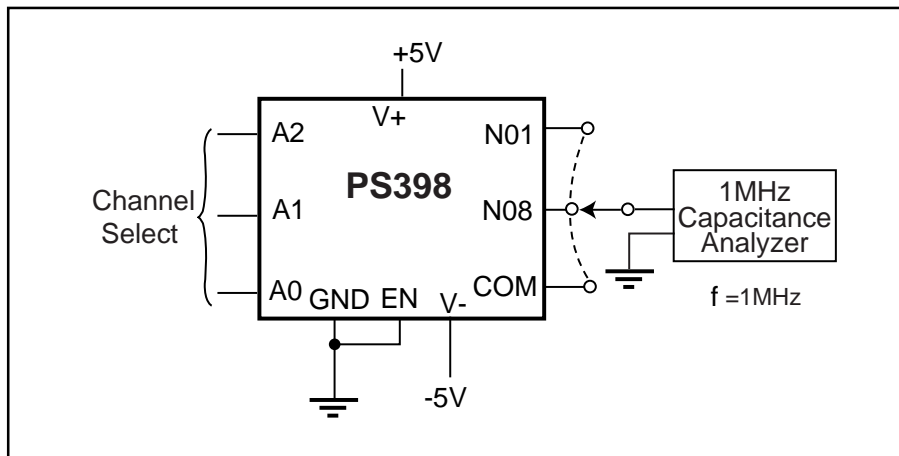 +5V
V+
A2
N01
PS398
Channel
Select
A1
N08
1MHz
Capacitance
Analyzer
A0
GND
EN
V-
COM
f =1MHz
-5V